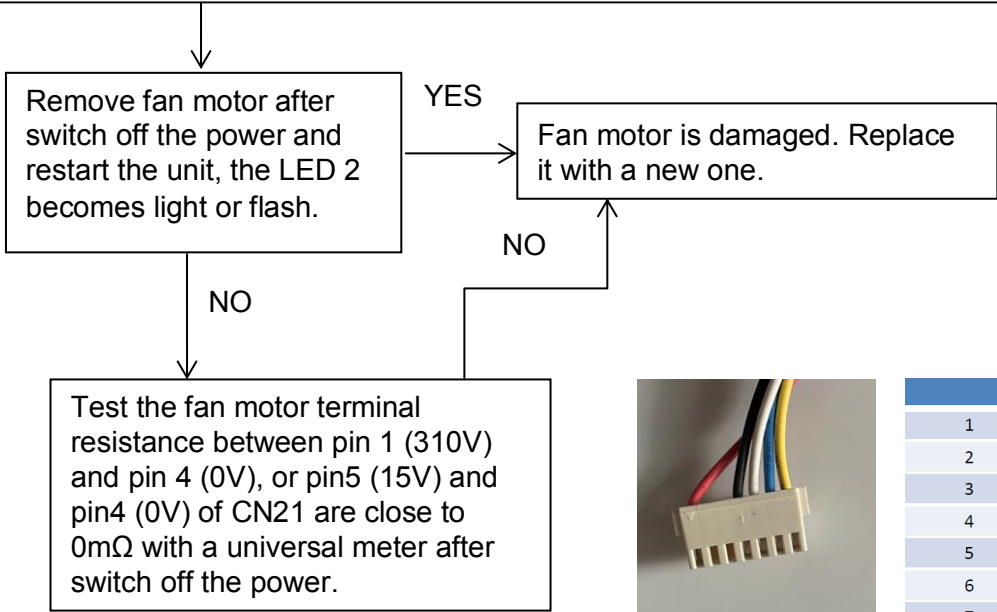 Remove fan motor after
switch off the power and
restart the unit, the LED 2
becomes light or flash.
YES
Fan motor is damaged. Replace
it with a new one.
NO
NO
Test the fan motor terminal
resistance between pin 1 (310V)
and pin 4 (0V), or pin5 (15V) and
pin4 (0V) of CN21 are close to
0mΩ with a universal meter after
switch off the power.
1
2
3
4
5
6